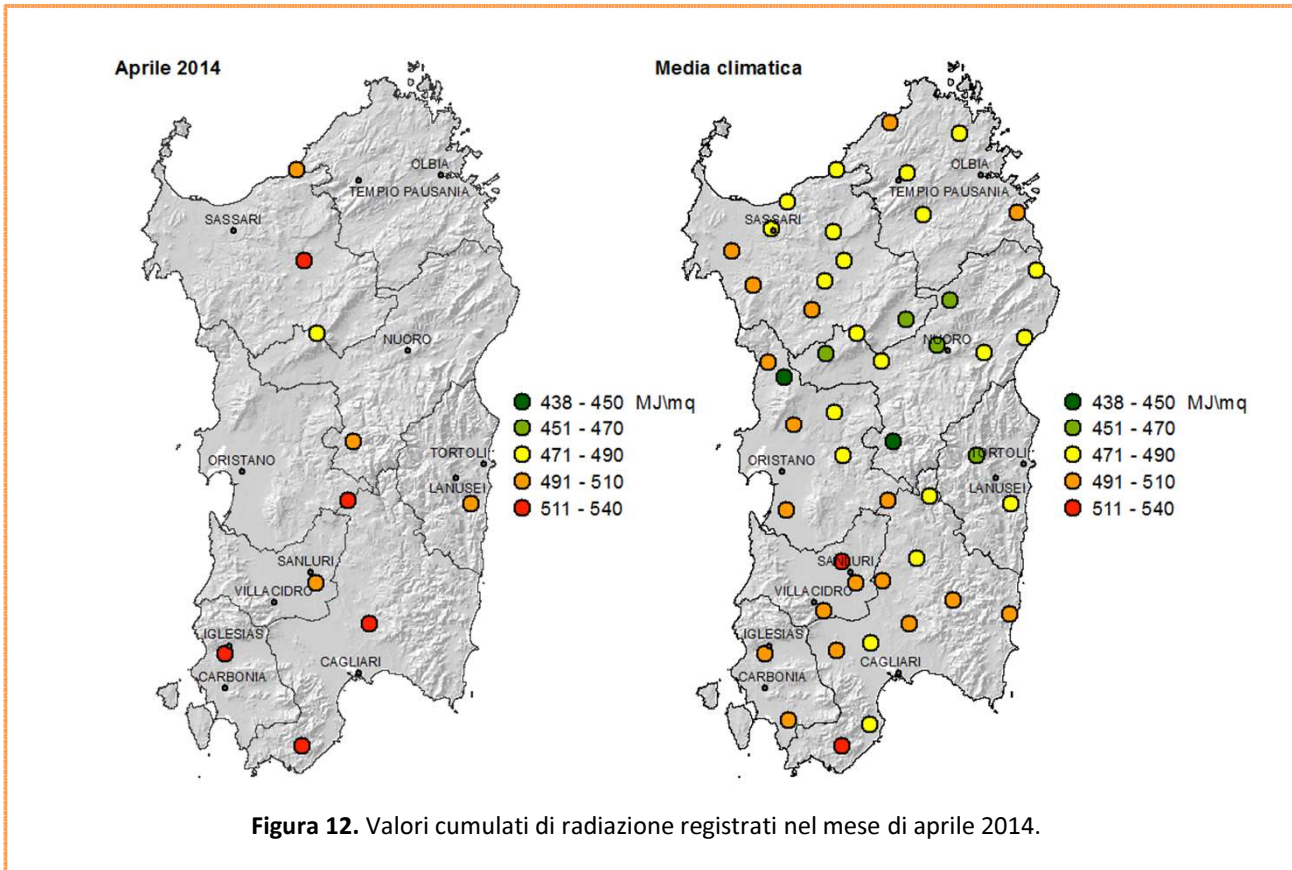 Aprile 2014
OLBIA
TEMPIO PAUSANIA
SASSARI
NUORO
ORISTANO
TORTOLI
LANUSEI
SANLURI
VILLACIDRO
IGLESIAS
CARBONIA
CAGLIARI
438 - 450 MJ\mq
451 - 470
471 - 490
491 - 510
511 - 540
Media climatica
OLBIA
TEMPIO PAUSANIA
SASSARI
NUORO
ORISTANO
TORTOLI
LANUSEI
SANLURI
VILLACIDRO
IGLESIAS
CARBONIA
CAGLIARI
438 - 450 MJ\mq
451 - 470
471 - 490
491 - 510
511 - 540
Figura 12. Valori cumulati di radiazione registrati nel mese di aprile 2014.